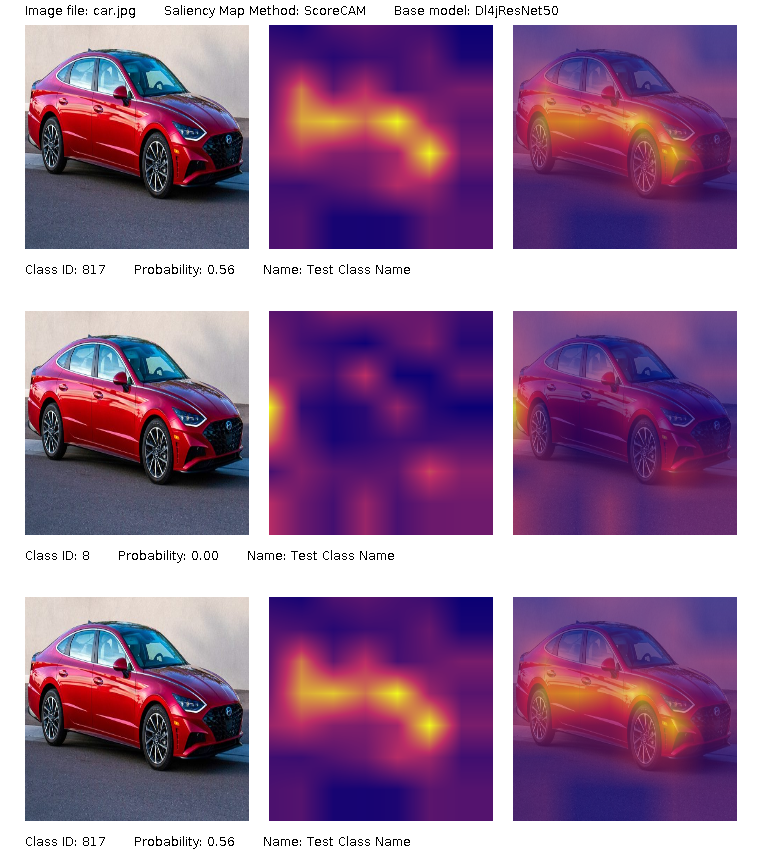 Image file: car.jpg Saliency Map Method: ScoreCAM Base model: Dl4jResNet50
Class ID: 817 Probability: 0.56 Name: Test Class Name
Class ID: 8 Probability: 0.00 Name: Test Class Name
Class ID: 817 Probability: 0.56 Name: Test Class Name